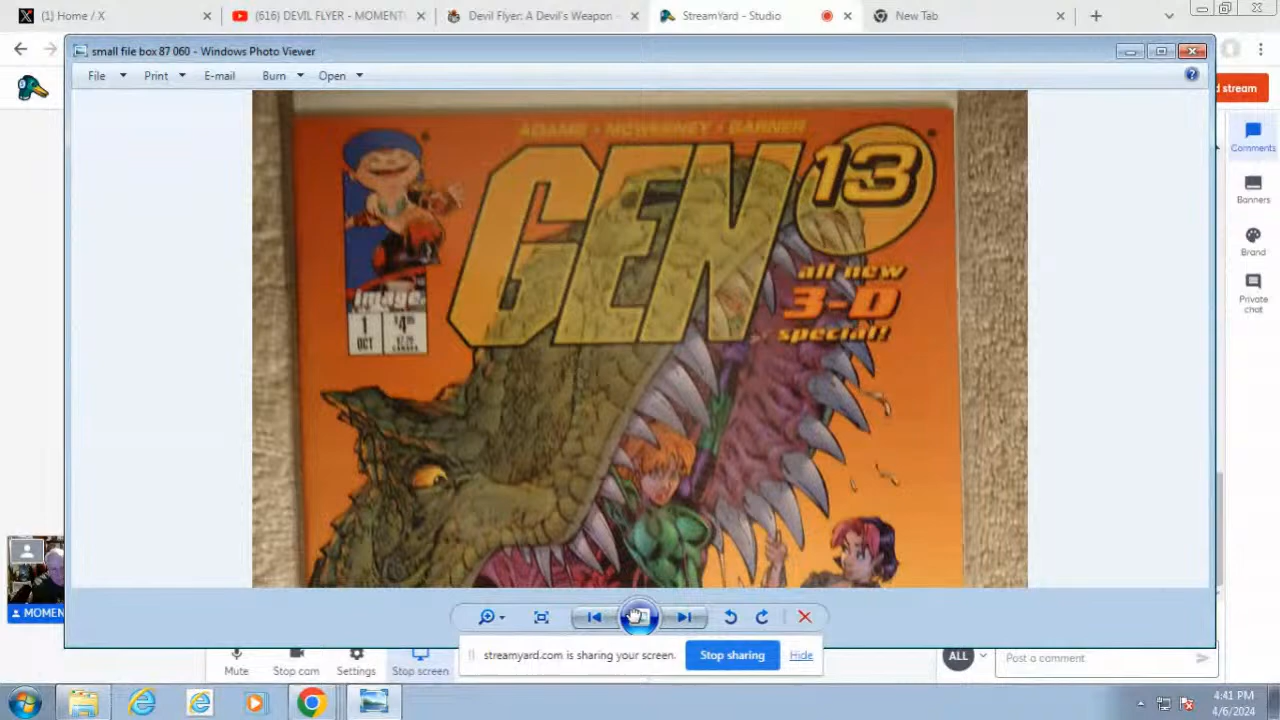 (1) Home / X
(616) DEVIL FLYER - MOMENT
Devil Flyer: A Devil's Weapon
StreamYard - Studio
New Tab
small file box 87 060 - Windows Photo Viewer
File
Print
E-mail
Burn
Open
d stream
ADAMS • McWEENEY • BARNER
GEN 13
all new
3-D
special!
image
1
OCT
Comments
Banners
Brand
Private
chat
MOMEN
streamyard.com is sharing your screen.
Stop sharing
Hide
Mute
Stop cam
Settings
Stop screen
ALL
Post a comment
4:41 PM
4/6/2024